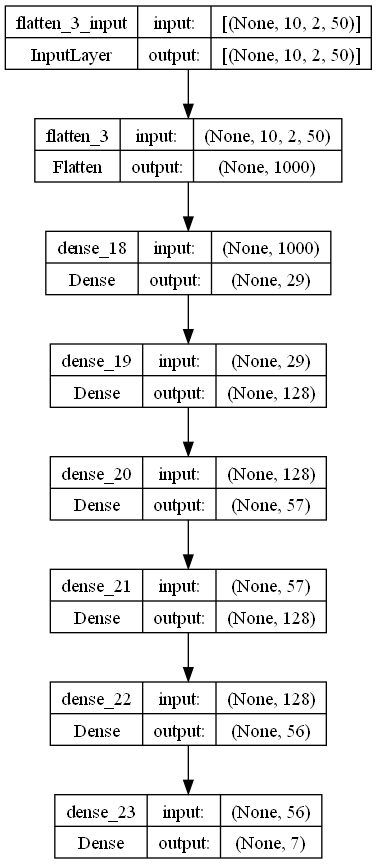 flatten_3_input input: [(None, 10, 2, 50)]
InputLayer output: [(None, 10, 2, 50)]
flatten_3 input: (None, 10, 2, 50)
Flatten output: (None, 1000)
dense_18 input: (None, 1000)
Dense output: (None, 29)
dense_19 input: (None, 29)
Dense output: (None, 128)
dense_20 input: (None, 128)
Dense output: (None, 57)
dense_21 input: (None, 57)
Dense output: (None, 128)
dense_22 input: (None, 128)
Dense output: (None, 56)
dense_23 input: (None, 56)
Dense output: (None, 7)